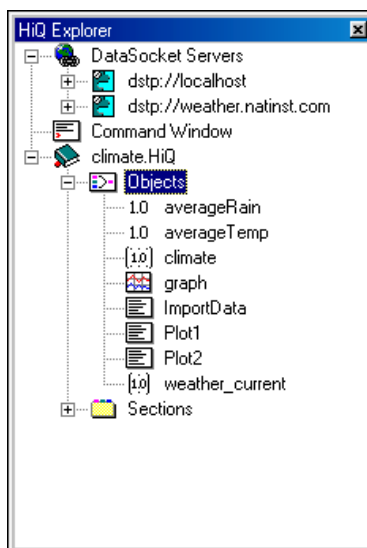 HiQ Explorer
DataSocket Servers
dstp://localhost
dstp://weather.natinst.com
Command Window
climate.HiQ
Objects
1.0 averageRain
1.0 averageTemp
[1.0] climate
graph
ImportData
Plot1
Plot2
[1.0] weather_current
Sections